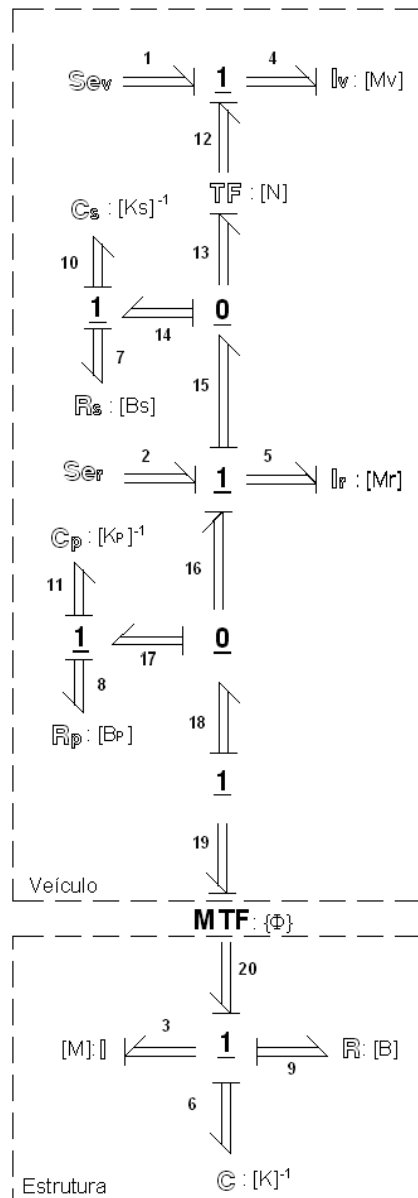 1 4
Sev 1 Iv : [Mv]
12
Cs : [Ks]-1 TF : [N]
10 13
1 0
14
7
Rs : [Bs] 15
2 5
Ser 1 Ir : [Mr]
Cp : [KP]-1
11 16
1 0
17
8
Rp : [BP] 18
1
19
Veículo
MTF : {Φ}
20
3
[M]: I 1 R : [B]
9
6
Estrutura C : [K]-1